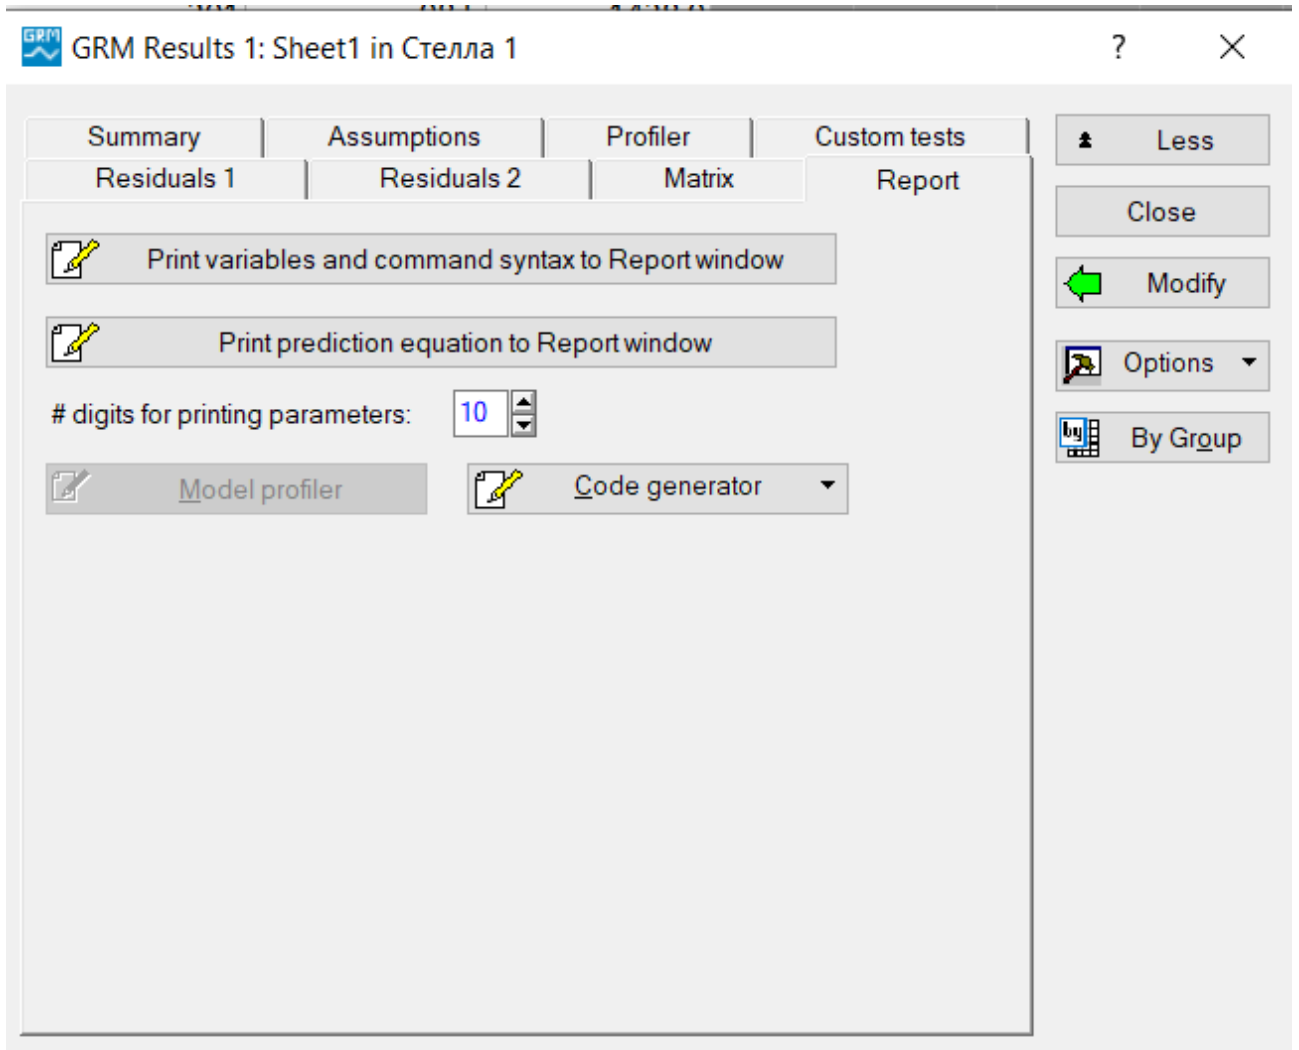 GRM GRM Results 1: Sheet1 in Стелла 1 ?
Summary Assumptions Profiler Custom tests
Residuals 1 Residuals 2 Matrix Report
Print variables and command syntax to Report window
Print prediction equation to Report window
# digits for printing parameters: 10
Model profiler Code generator
Less
Close
Modify
Options
by By Group